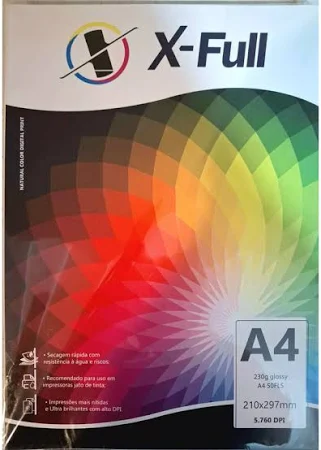 X-Full
NATURAL COLOR DIGITAL PRINT
• Secagem rápida com
resistência à água e riscos;
• Recomendado para uso em
impressoras jato de tinta;
• Impressões mais nítidas
e Ultra brilhantes com alto DPI
A4
230g glossy
A4 50FLS
210x297mm
5.760 DPI